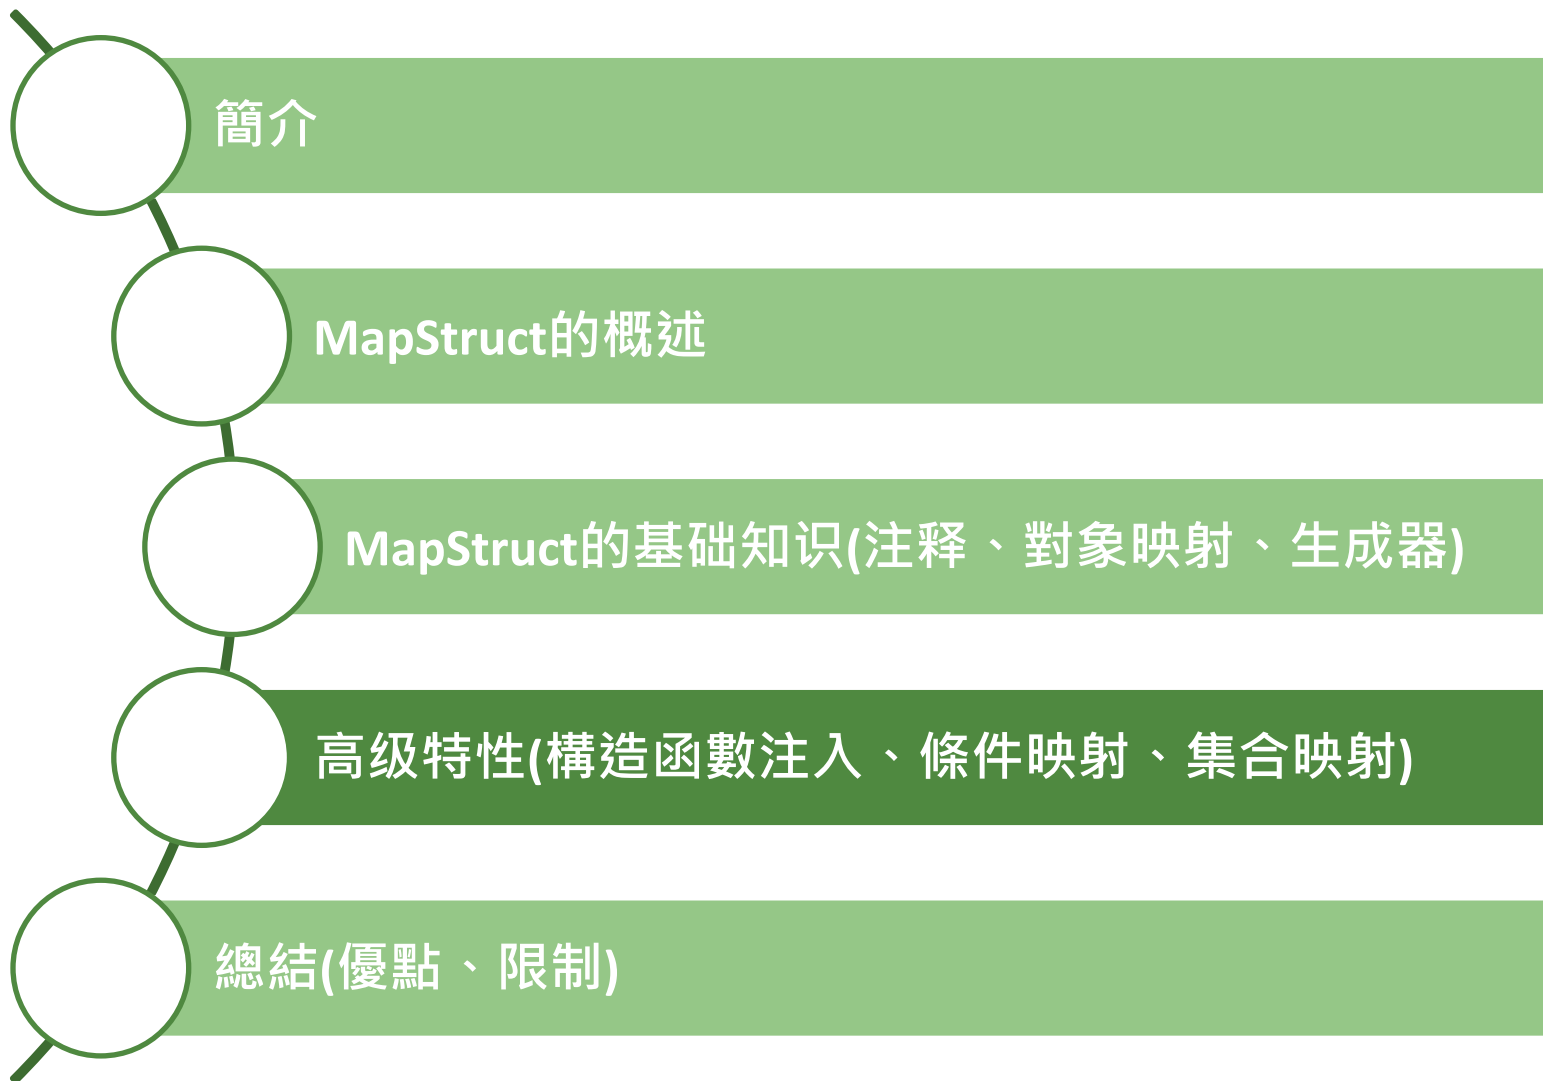 簡介
MapStruct的概述
MapStruct的基础知识(注释、對象映射、生成器)
高级特性(構造函數注入、條件映射、集合映射)
總結(優點、限制)